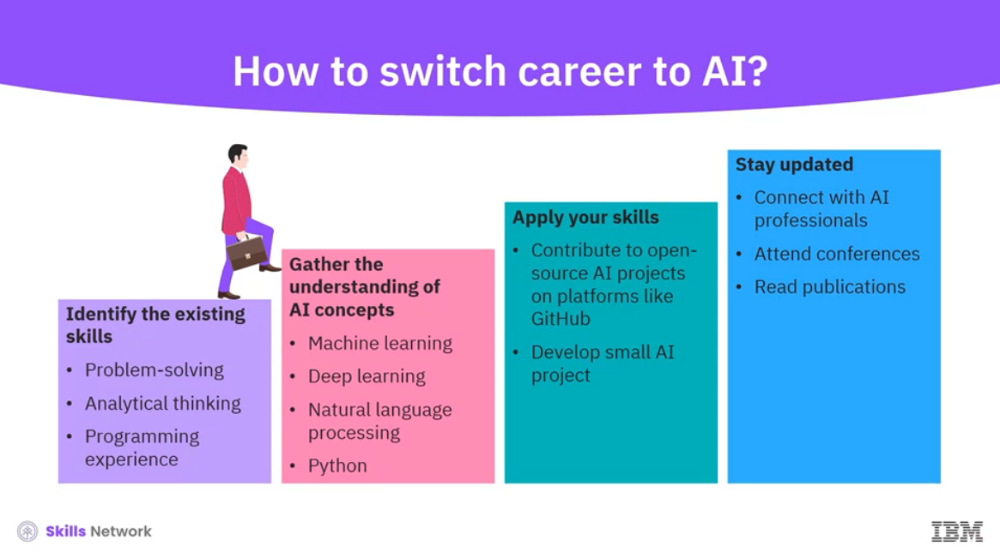 How to switch career to AI?
Identify the existing
skills
• Problem-solving
• Analytical thinking
• Programming
experience
Gather the
understanding of
AI concepts
• Machine learning
• Deep learning
• Natural language
processing
• Python
Apply your skills
• Contribute to open-
source AI projects
on platforms like
GitHub
• Develop small AI
project
Stay updated
• Connect with AI
professionals
• Attend conferences
• Read publications
Skills Network
IBM